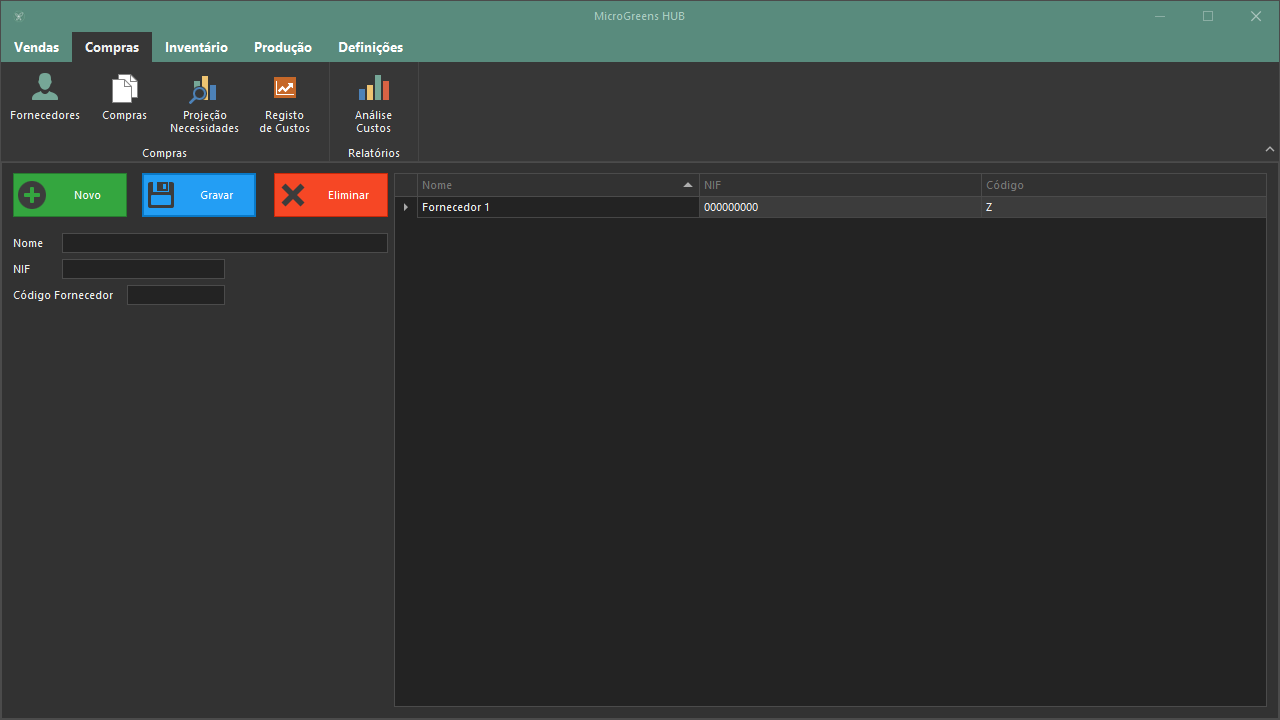 MicroGreens HUB
Vendas Compras Inventário Produção Definições
Fornecedores Compras Projeção Necessidades Registo de Custos Análise Custos
Compras Relatórios
Novo Gravar Eliminar
Nome
NIF
Código Fornecedor
Nome NIF Código
Fornecedor 1 000000000 Z